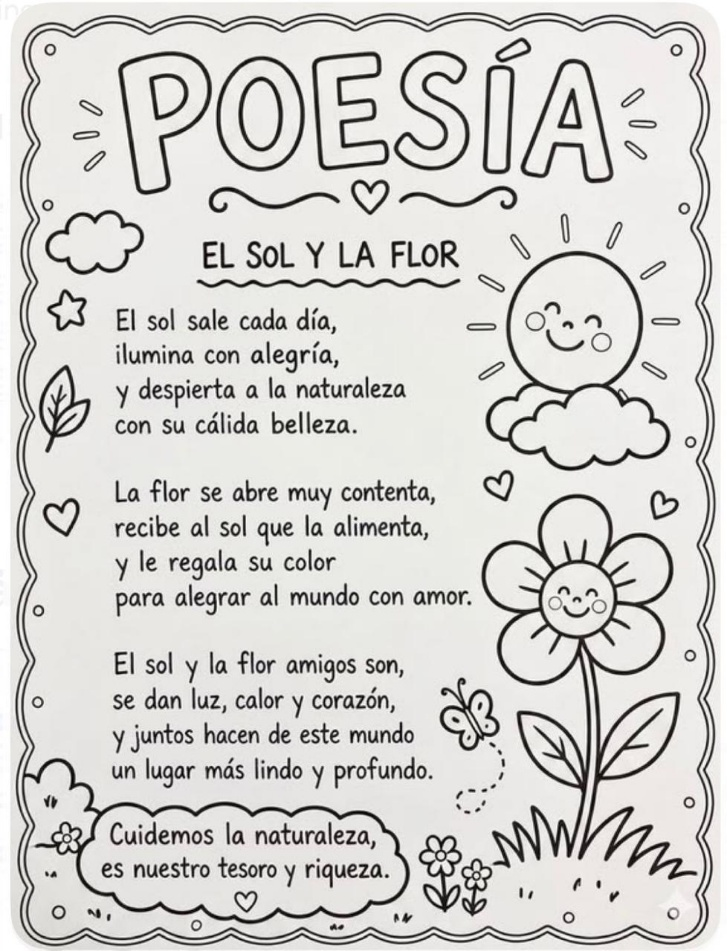 POESÍA
EL SOL Y LA FLOR
El sol sale cada día,
ilumina con alegría,
y despierta a la naturaleza
con su cálida belleza.
La flor se abre muy contenta,
recibe al sol que la alimenta,
y le regala su color
para alegrar al mundo con amor.
El sol y la flor amigos son,
se dan luz, calor y corazón,
y juntos hacen de este mundo
un lugar más lindo y profundo.
Cuidemos la naturaleza,
es nuestro tesoro y riqueza.